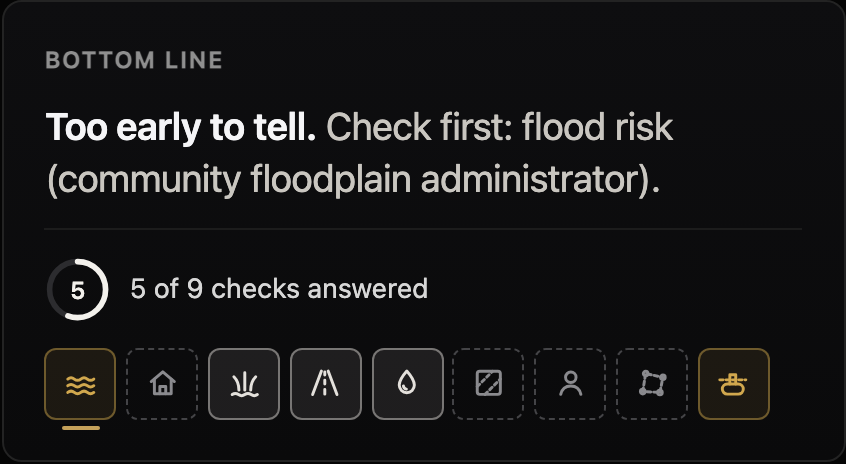 BOTTOM LINE
Too early to tell. Check first: flood risk
(community floodplain administrator).
5
5 of 9 checks answered